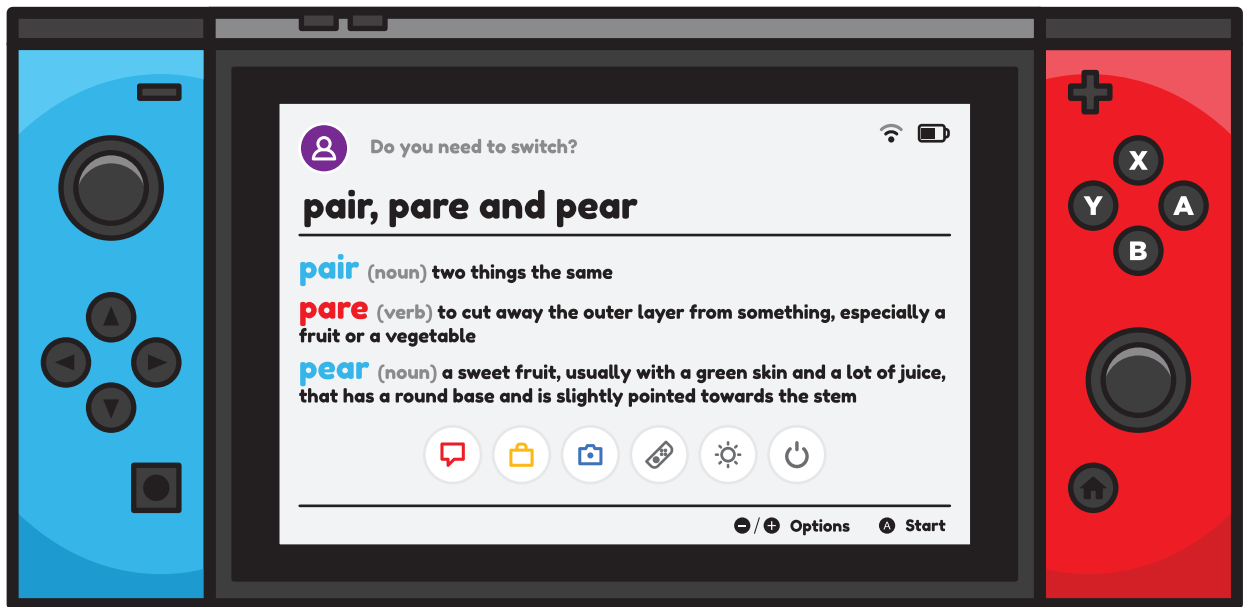 Do you need to switch?
pair, pare and pear
pair (noun) two things the same
pare (verb) to cut away the outer layer from something, especially a
fruit or a vegetable
pear (noun) a sweet fruit, usually with a green skin and a lot of juice,
that has a round base and is slightly pointed towards the stem
X
Y A
B
−/+ Options A Start